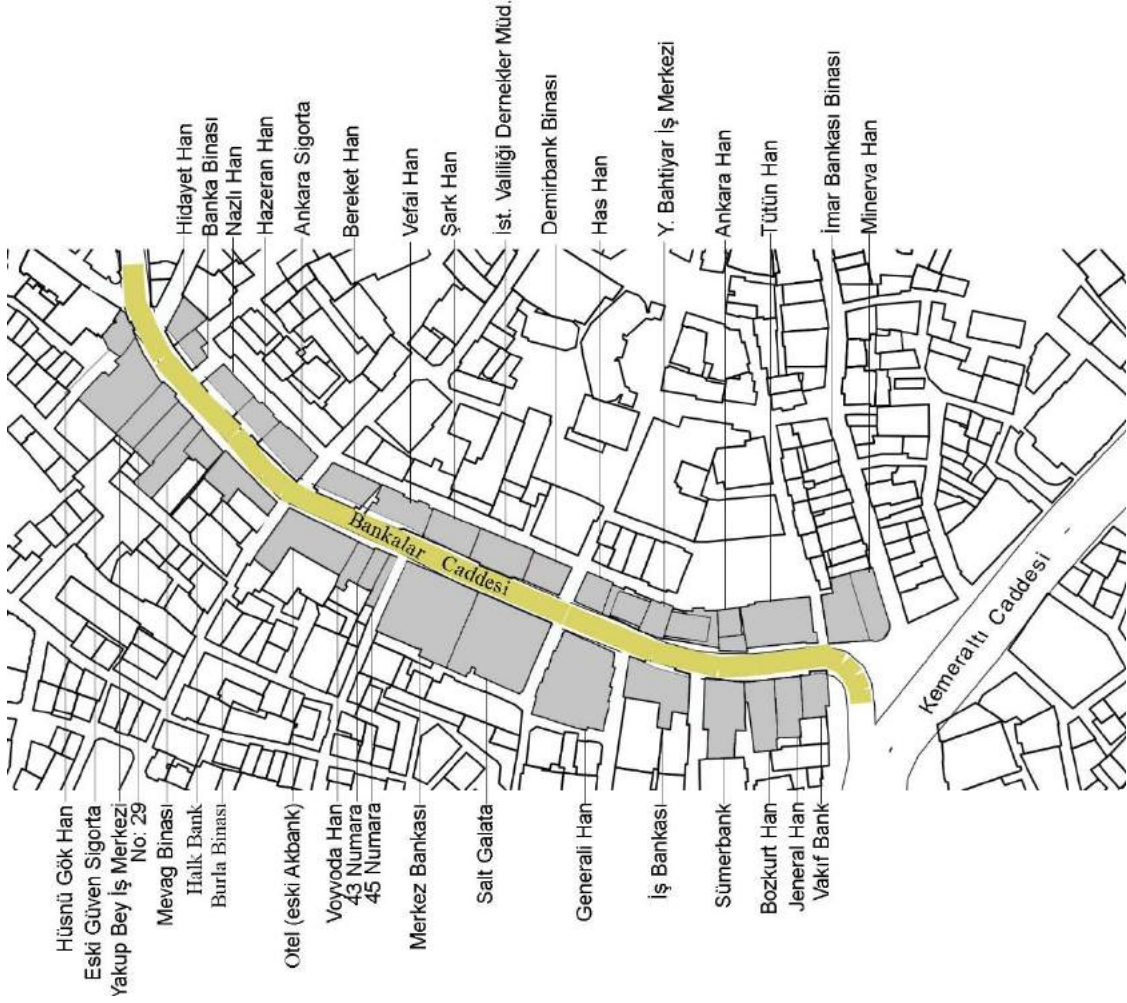 Hidayet Han
Banka Binası
Nazlı Han
Hazeran Han
Ankara Sigorta
Bereket Han
Vefai Han
Şark Han
İst. Valiliği Dernekler Müd.
Demirbank Binası
Has Han
Y. Bahtiyar İş Merkezi
Ankara Han
Tütün Han
İmar Bankası Binası
Minerva Han
Bankalar Caddesi
Kemeraltı Caddesi
Hüsnü Gök Han
Eski Güven Sigorta
Yakup Bey İş Merkezi
No: 29
Mevag Binası
Halk Bank
Burla Binası
Otel (eski Akbank)
Voyvoda Han
43 Numara
45 Numara
Merkez Bankası
Salt Galata
Generali Han
İş Bankası
Sümerbank
Bozkurt Han
Jeneral Han
Vakıf Bank